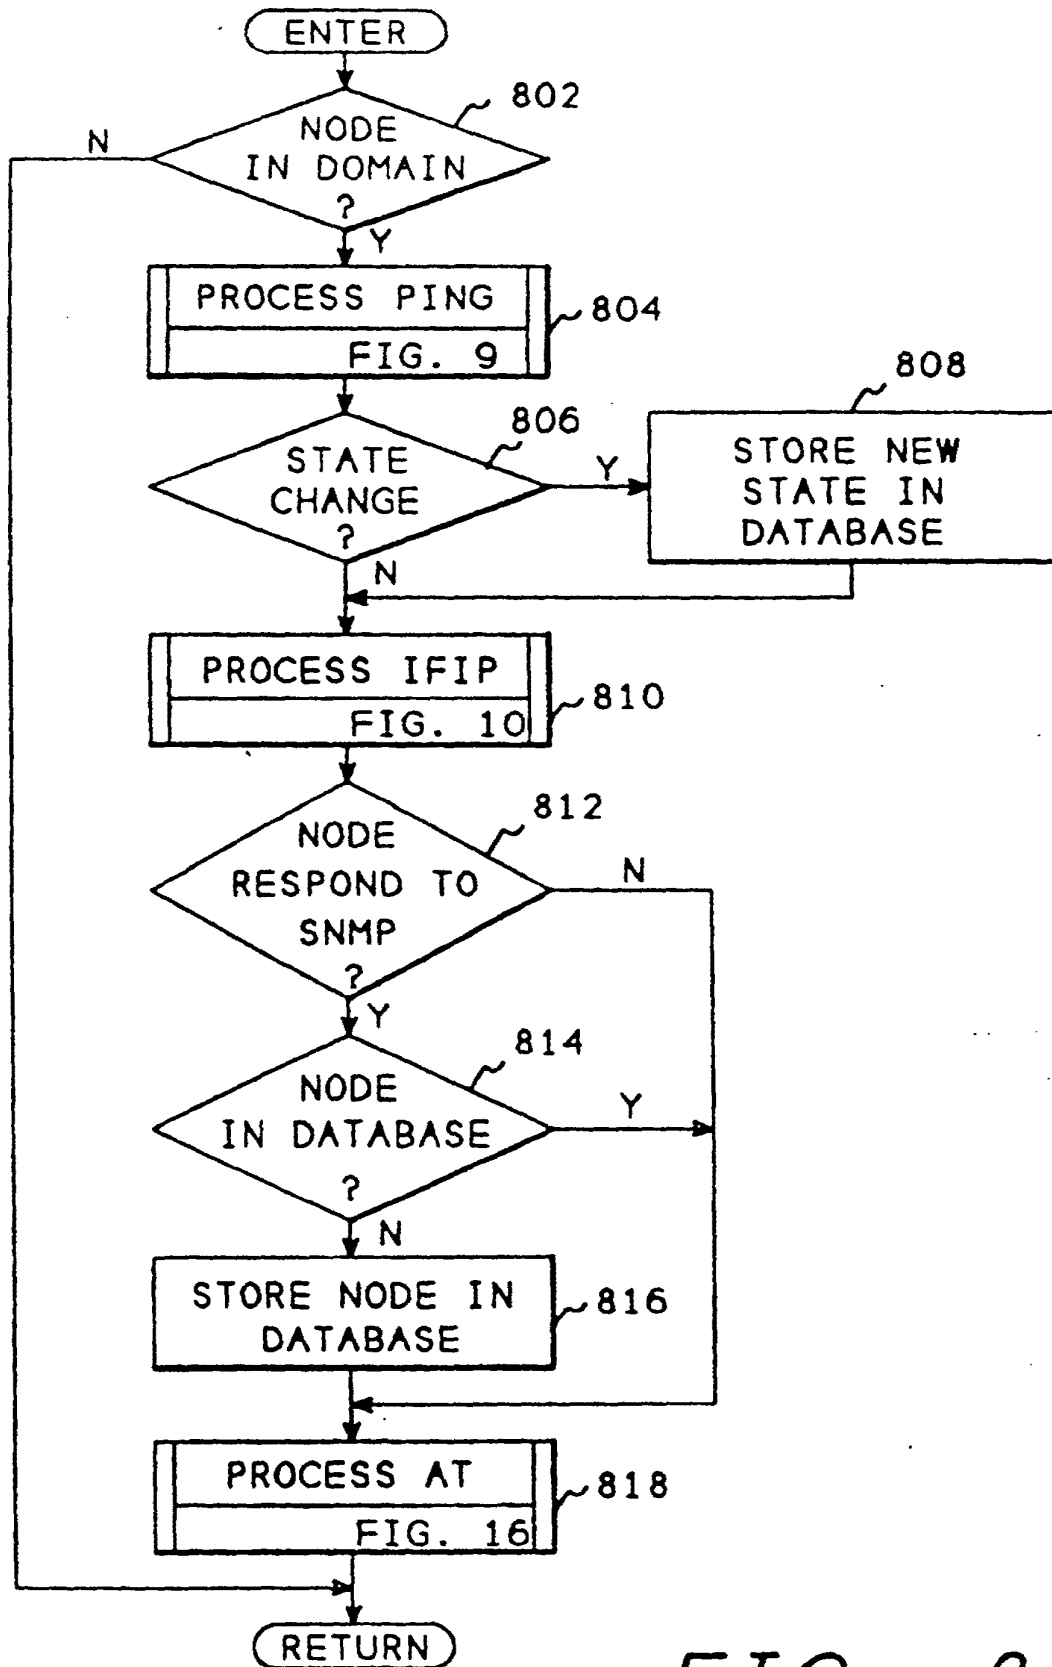 ENTER
802
NODE
IN DOMAIN
?
N
Y
PROCESS PING
FIG. 9
804
806
STATE
CHANGE
?
Y
N
808
STORE NEW
STATE IN
DATABASE
PROCESS IFIP
FIG. 10
810
812
NODE
RESPOND TO
SNMP
?
N
Y
814
NODE
IN DATABASE
?
Y
N
STORE NODE IN
DATABASE
816
PROCESS AT
FIG. 16
818
RETURN
FIG.